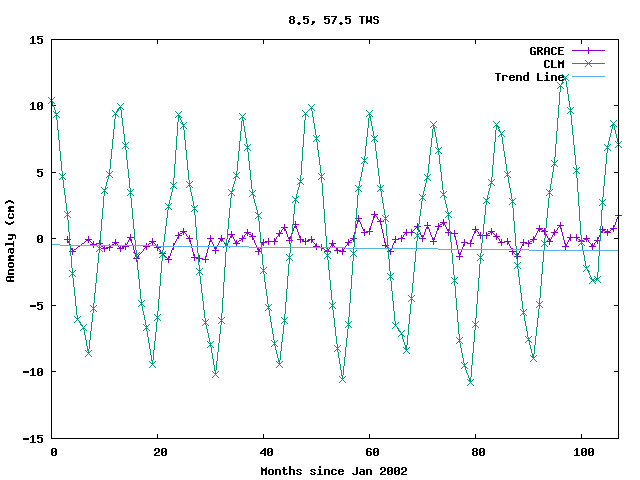 8.5, 57.5 TWS
GRACE
CLM
Trend Line
15
10
5
0
-5
-10
-15
Anomaly (cm)
0 20 40 60 80 100
Months since Jan 2002